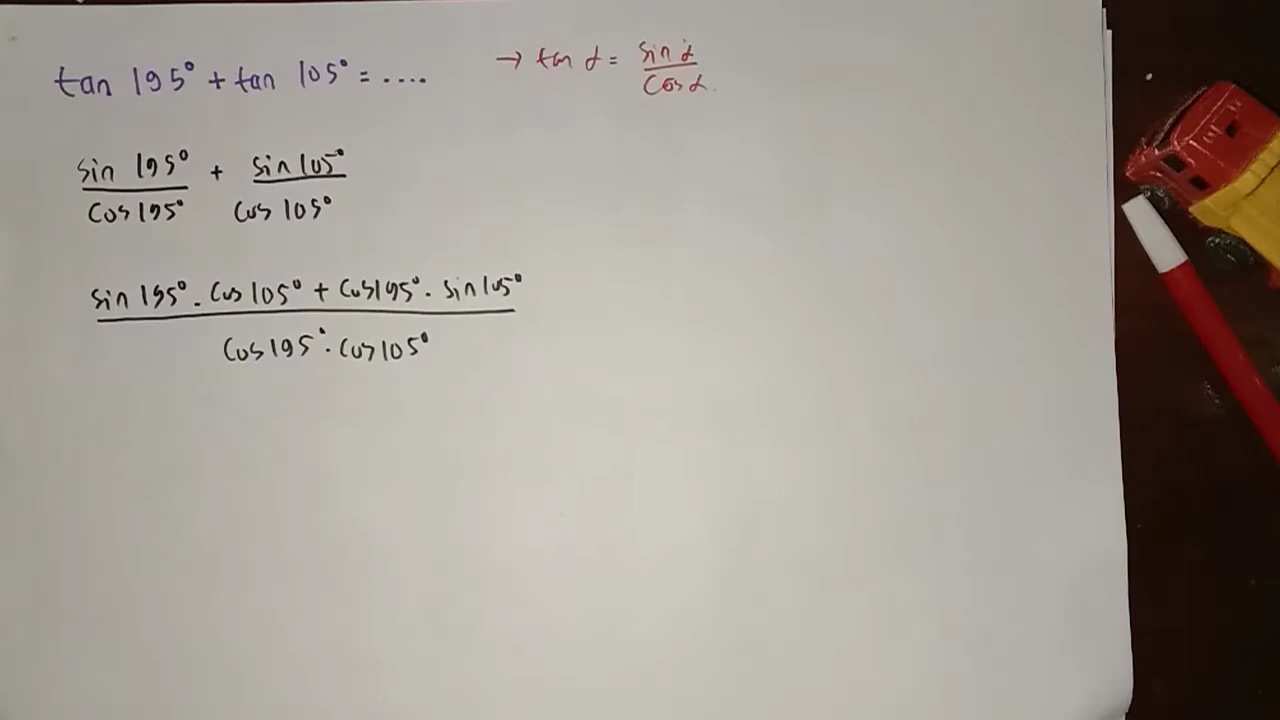 tan 195° + tan 105° = ....
→ tan α = sin α / cos α.
sin 195° / cos 195° + sin 105° / cos 105°
sin 195° . cos 105° + cos 195° . sin 105°
cos 195° . cos 105°